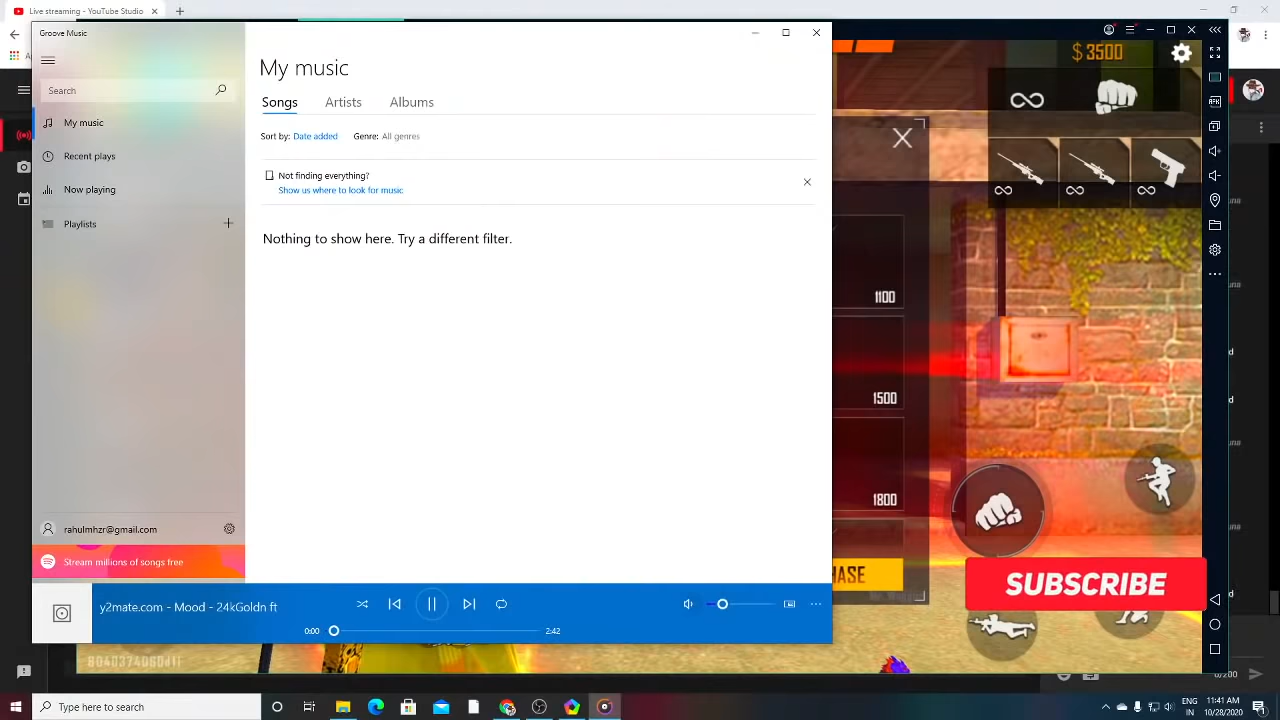 Live streaming - YouTube Studio
Groove Music
Search
My music
Recent plays
Now playing
Playlists
rahulmhzr@gmail.com
Stream millions of songs free
My music
Songs Artists Albums
Sort by: Date added Genre: All genres
Not finding everything?
Show us where to look for music
Nothing to show here. Try a different filter.
y2mate.com - Mood - 24kGoldn ft
0:00 2:42
$3500
1100
1500
1800
SUBSCRIBE
Type here to search
11:41 AM
ENG
IN
10/28/2020